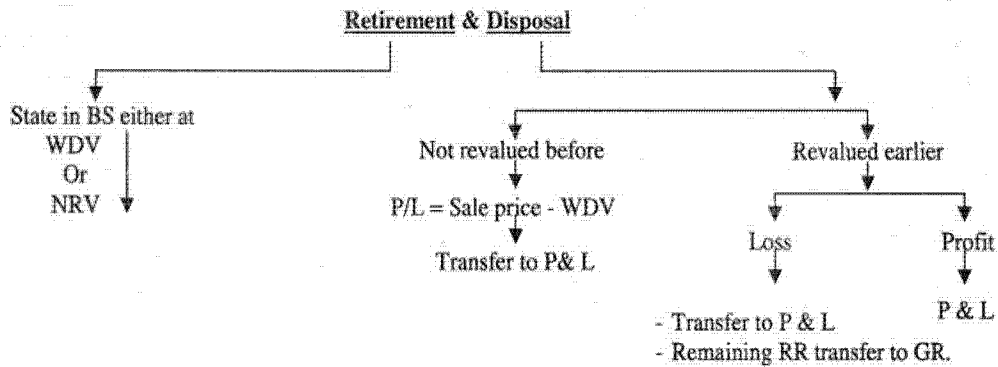 Retirement & Disposal
State in BS either at
WDV
Or
NRV
Not revalued before
P/L = Sale price - WDV
Transfer to P& L
Revalued earlier
Loss
- Transfer to P & L
- Remaining RR transfer to GR.
Profit
P & L